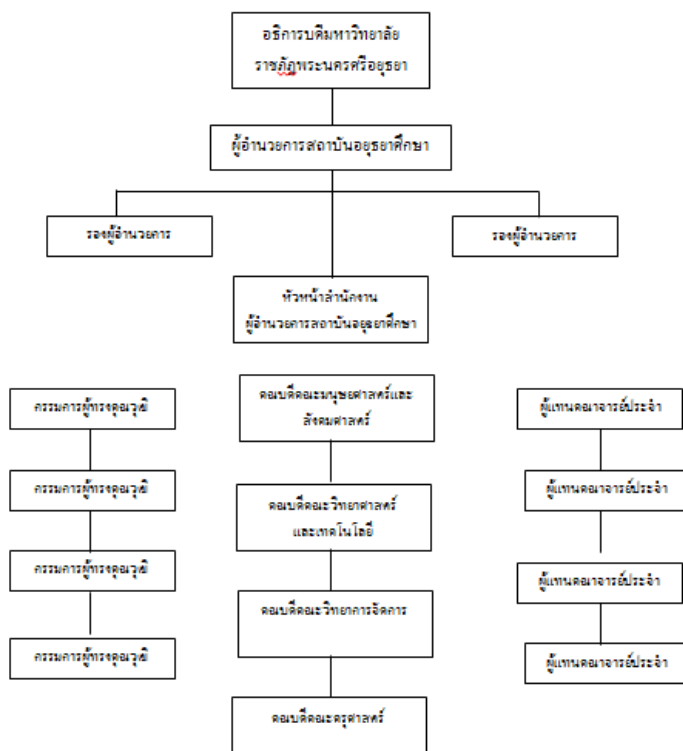 อธิการบดีมหาวิทยาลัย
ราชภัฏพระนครศรีอยุธยา
ผู้อำนวยการสถาบันอยุธยาศึกษา
รองผู้อำนวยการ
รองผู้อำนวยการ
หัวหน้าสำนักงาน
ผู้อำนวยการสถาบันอยุธยาศึกษา
กรรมการผู้ทรงคุณวุฒิ
คณบดีคณะมนุษยศาสตร์และ
สังคมศาสตร์
ผู้แทนคณาจารย์ประจำ
กรรมการผู้ทรงคุณวุฒิ
คณบดีคณะวิทยาศาสตร์
และเทคโนโลยี
ผู้แทนคณาจารย์ประจำ
กรรมการผู้ทรงคุณวุฒิ
คณบดีคณะวิทยาการจัดการ
ผู้แทนคณาจารย์ประจำ
กรรมการผู้ทรงคุณวุฒิ
คณบดีคณะครุศาสตร์
ผู้แทนคณาจารย์ประจำ